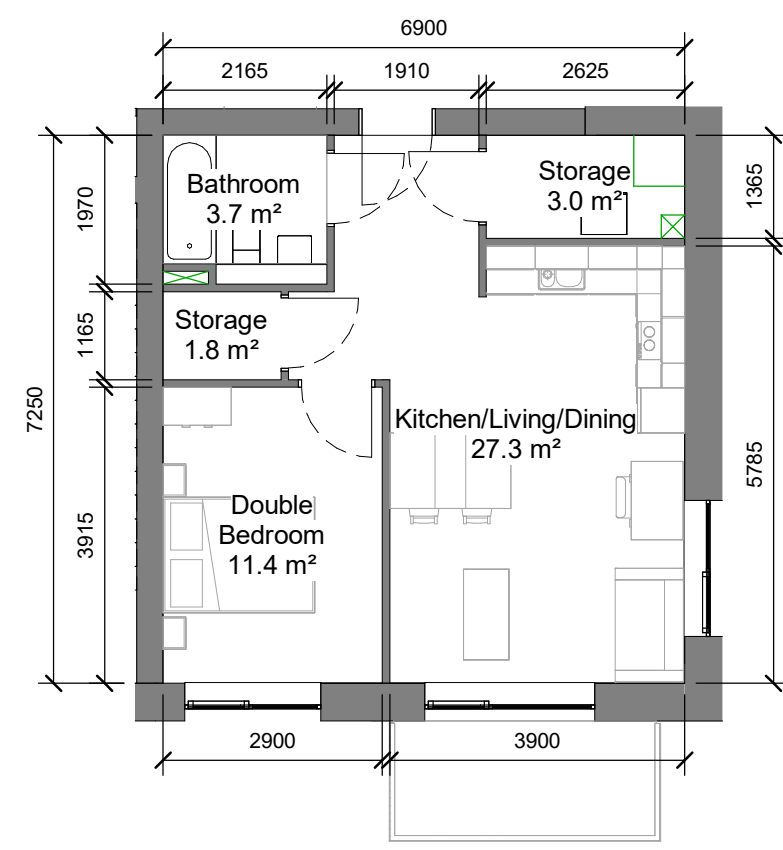 6900
2165
1910
2625
1970
1365
Bathroom
3.7 m²
Storage
3.0 m²
Storage
1.8 m²
1165
7250
Kitchen/Living/Dining
27.3 m²
5785
3915
Double
Bedroom
11.4 m²
2900
3900